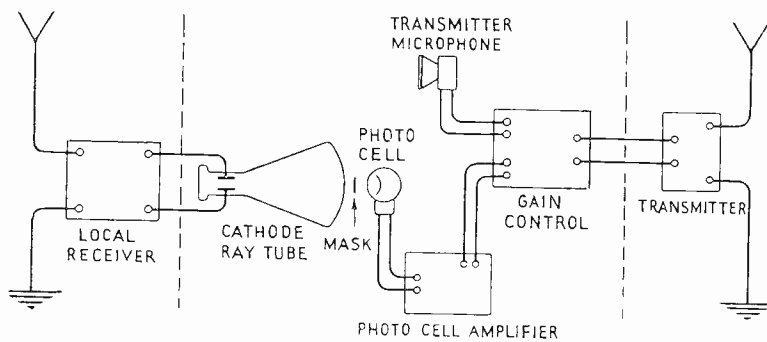 TRANSMITTER
MICROPHONE
PHOTO
CELL
LOCAL
RECEIVER
CATHODE
RAY TUBE
MASK
GAIN
CONTROL
TRANSMITTER
PHOTO CELL AMPLIFIER